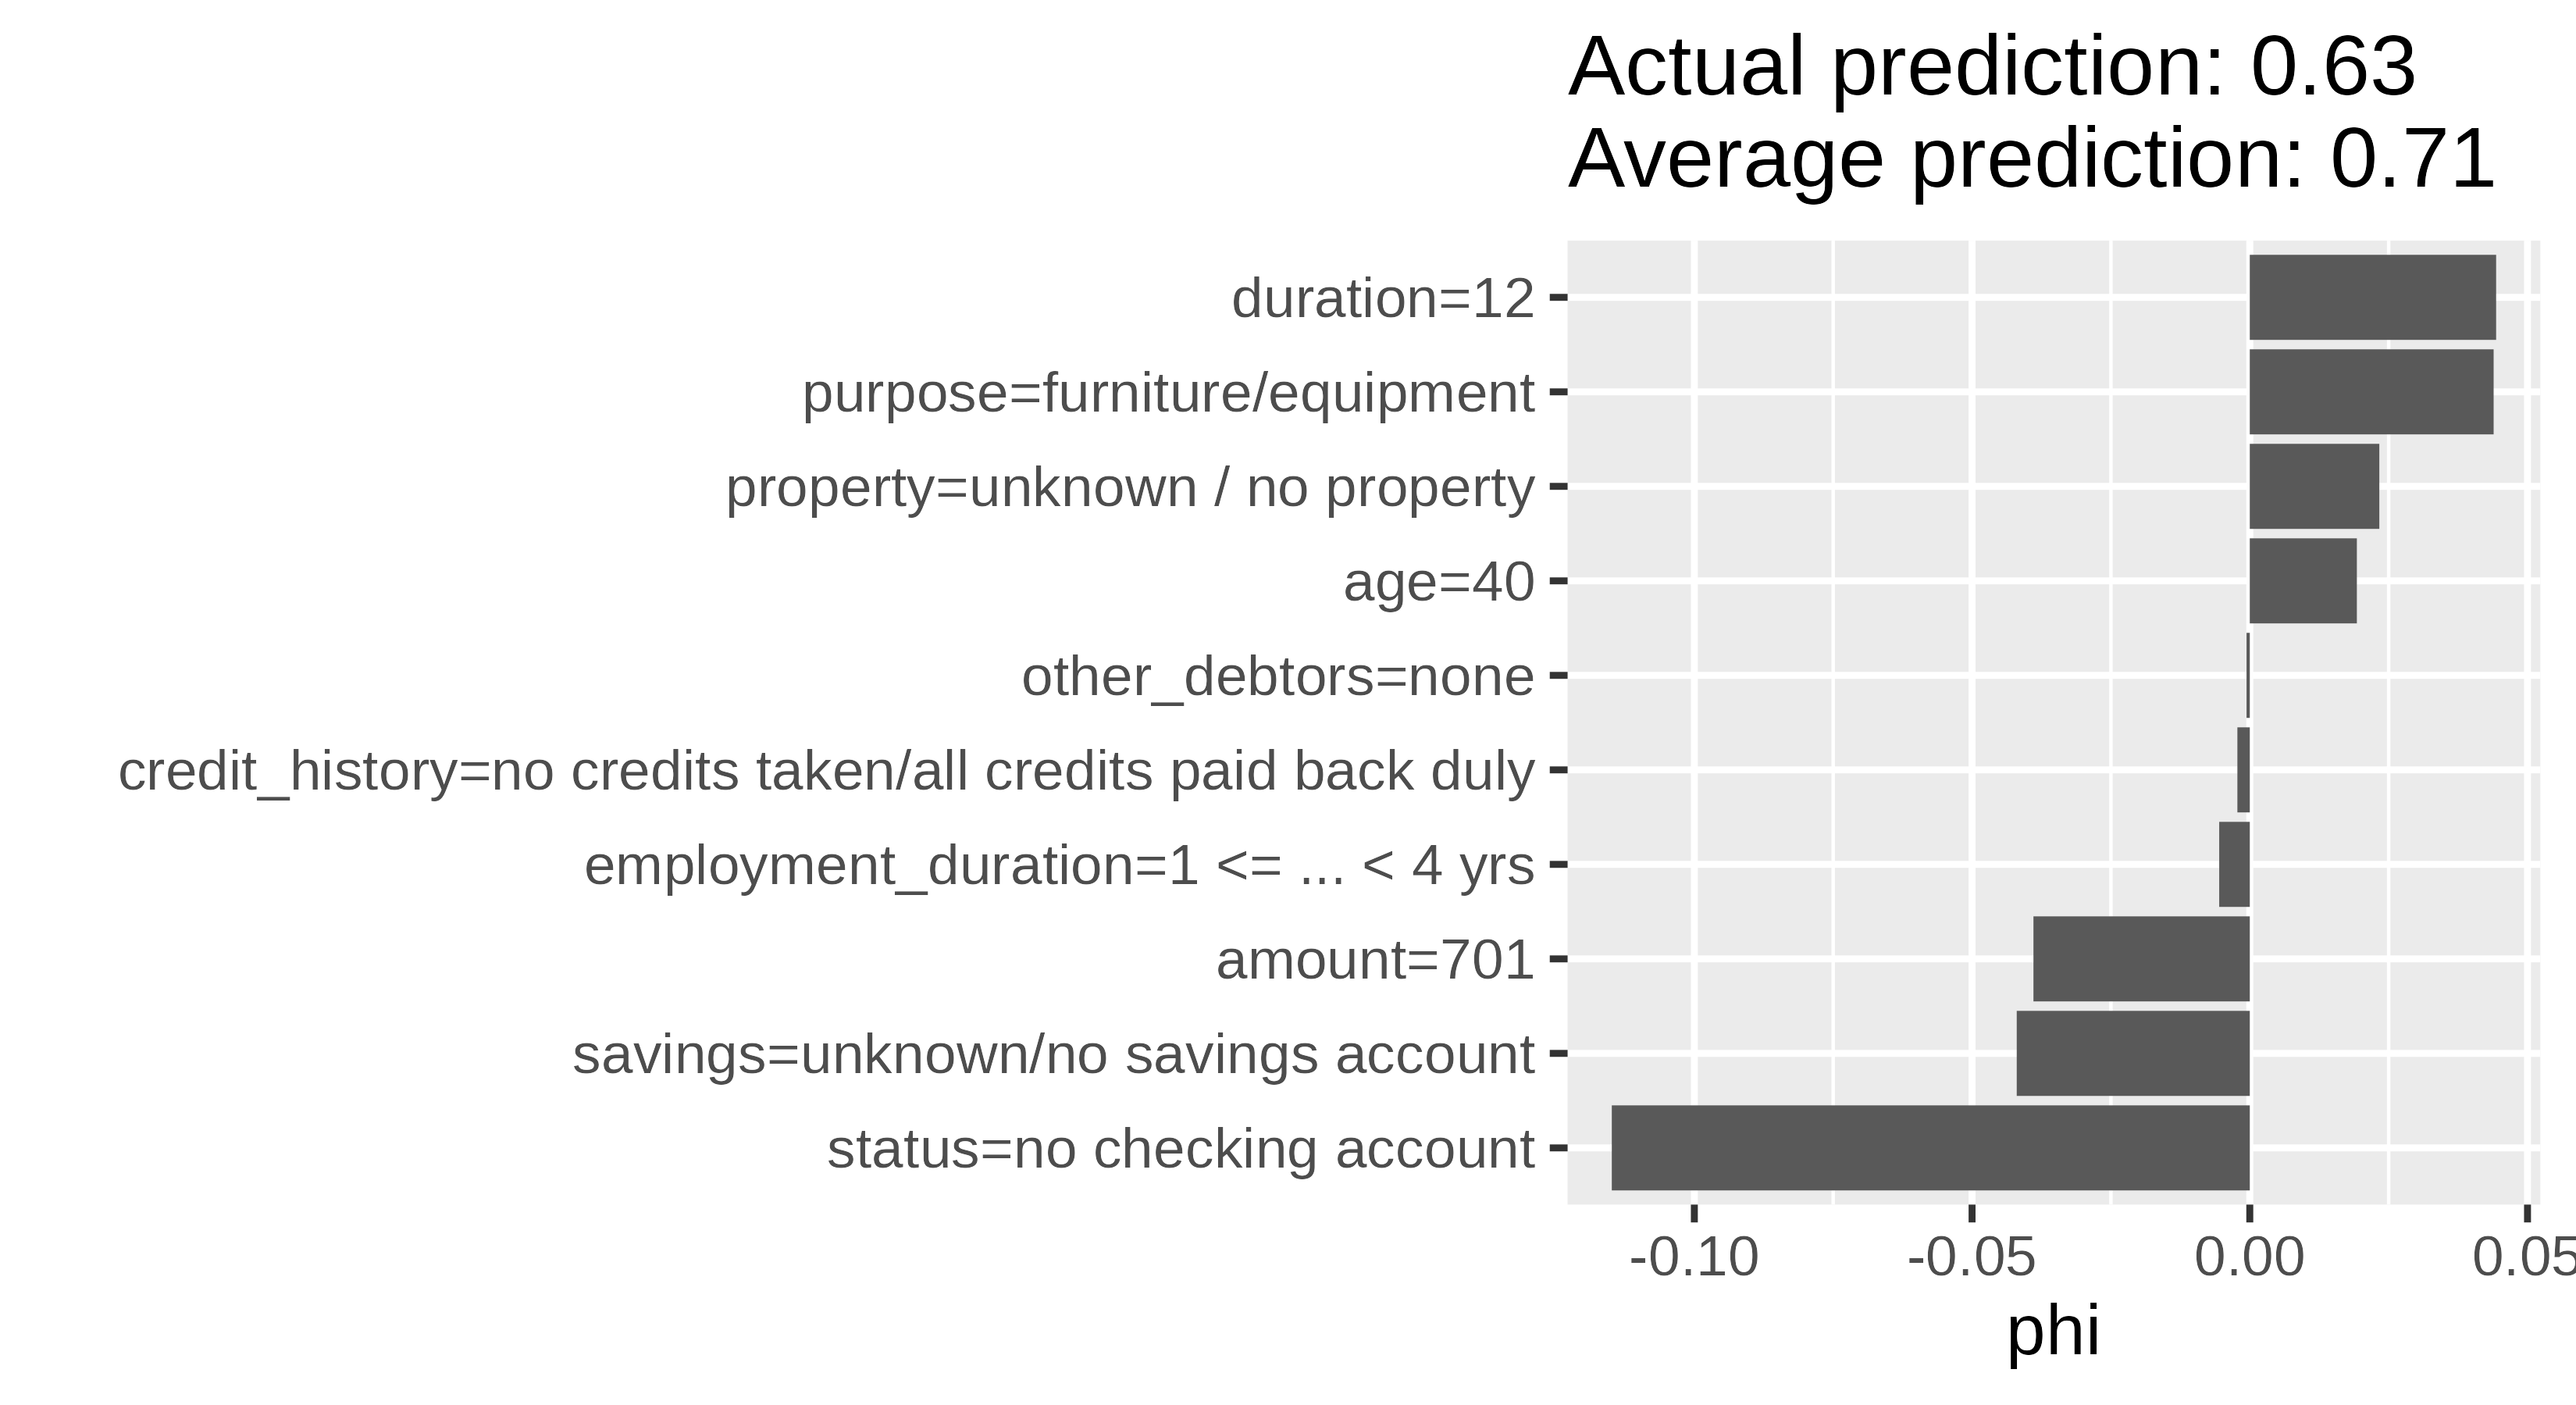 Actual prediction: 0.63
Average prediction: 0.71
duration=12
purpose=furniture/equipment
property=unknown / no property
age=40
other_debtors=none
credit_history=no credits taken/all credits paid back duly
employment_duration=1 <= ... < 4 yrs
amount=701
savings=unknown/no savings account
status=no checking account
-0.10 -0.05 0.00 0.05
phi